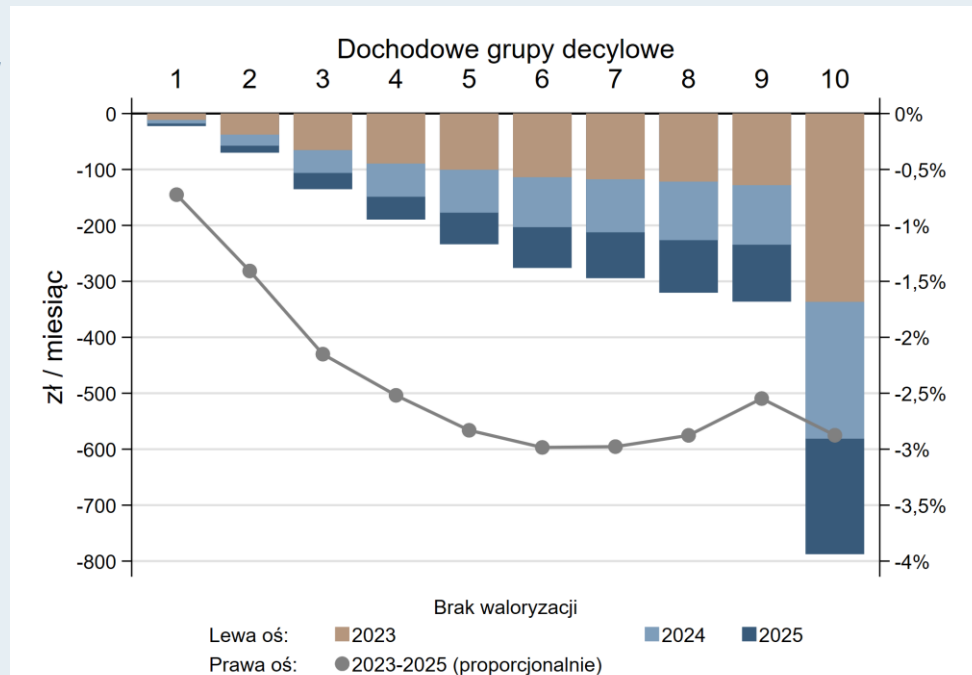 Dochodowe grupy decylowe
1 2 3 4 5 6 7 8 9 10
0 0%
-100 -0,5%
-200 -1%
-300 -1,5%
-400 -2%
-500 -2,5%
-600 -3%
-700 -3,5%
-800 -4%
zł / miesiąc
Brak waloryzacji
Lewa oś: 2023 2024 2025
Prawa oś: 2023-2025 (proporcjonalnie)